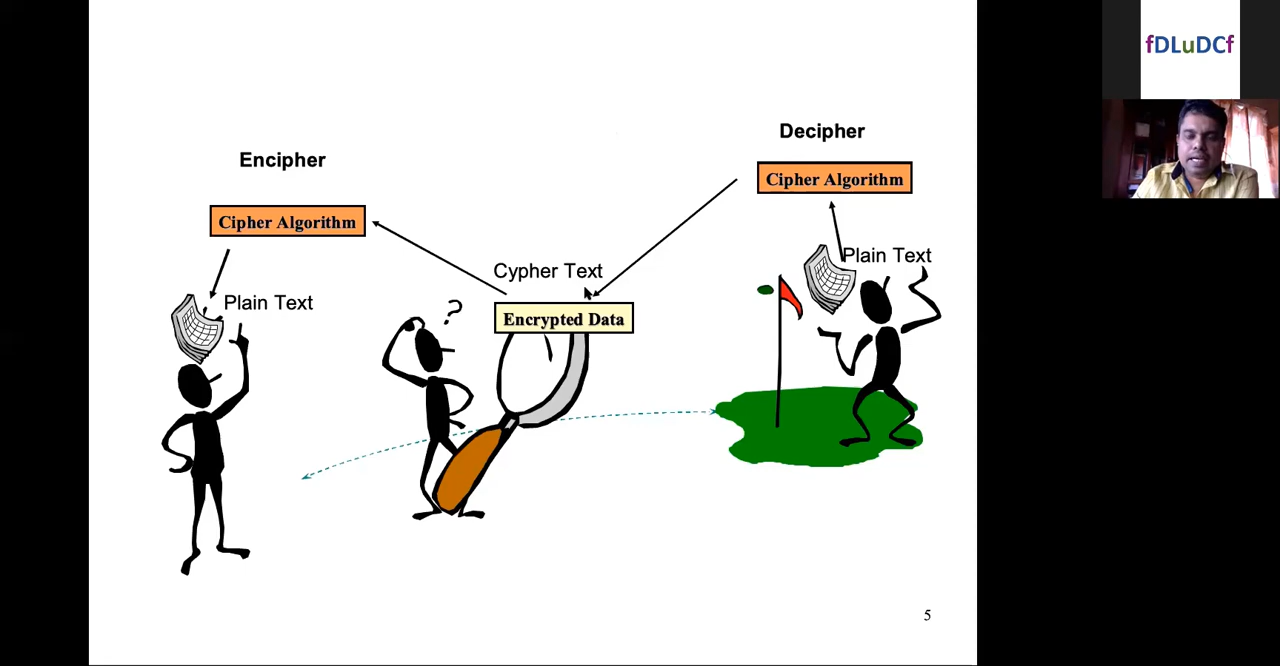 fDLuDCf
Decipher
Encipher
Cipher Algorithm
Cipher Algorithm
Plain Text
Cypher Text
Plain Text
?
Encrypted Data
5